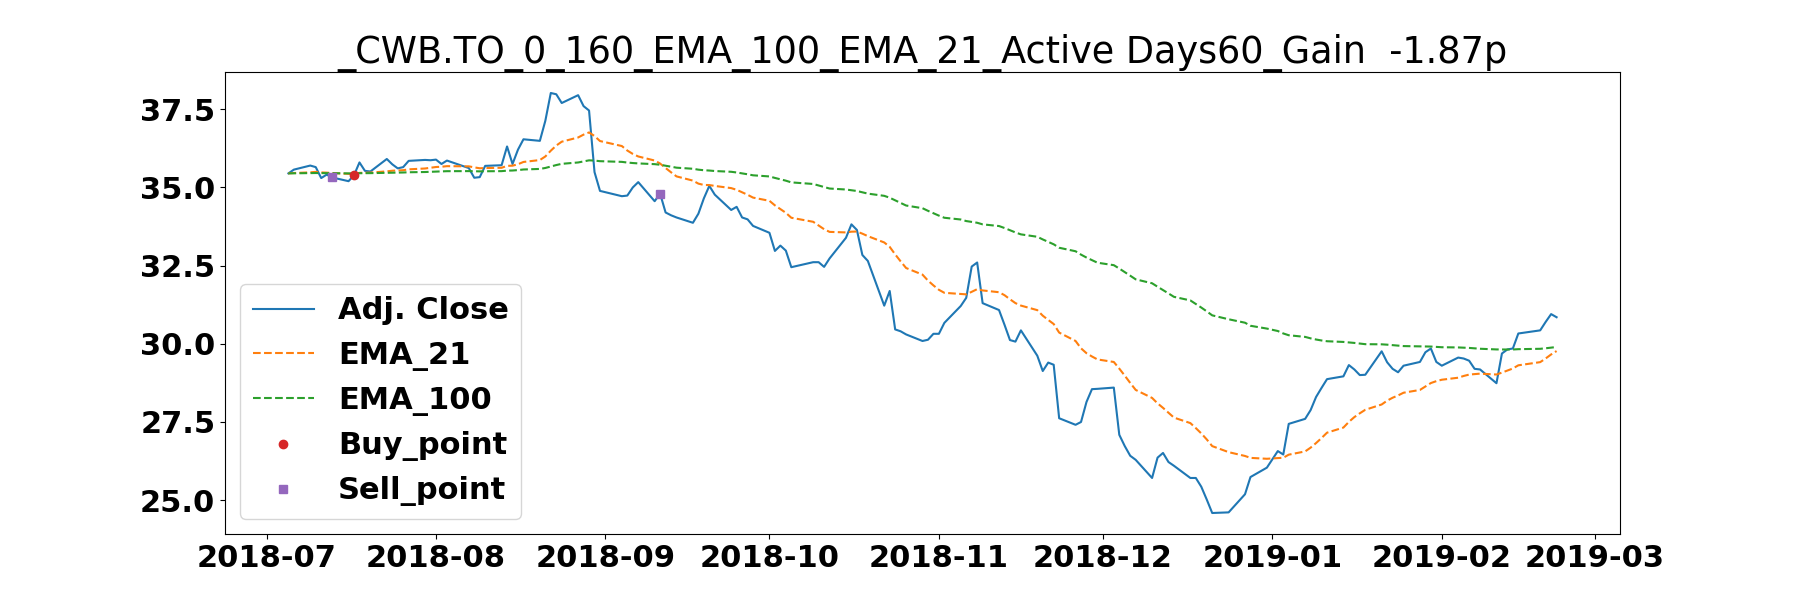 _CWB.TO_0_160_EMA_100_EMA_21_Active Days60_Gain  -1.87p
37.5
35.0
32.5
30.0
27.5
25.0
Adj. Close
EMA_21
EMA_100
Buy_point
Sell_point
2018-07 2018-08 2018-09 2018-10 2018-11 2018-12 2019-01 2019-02 2019-03